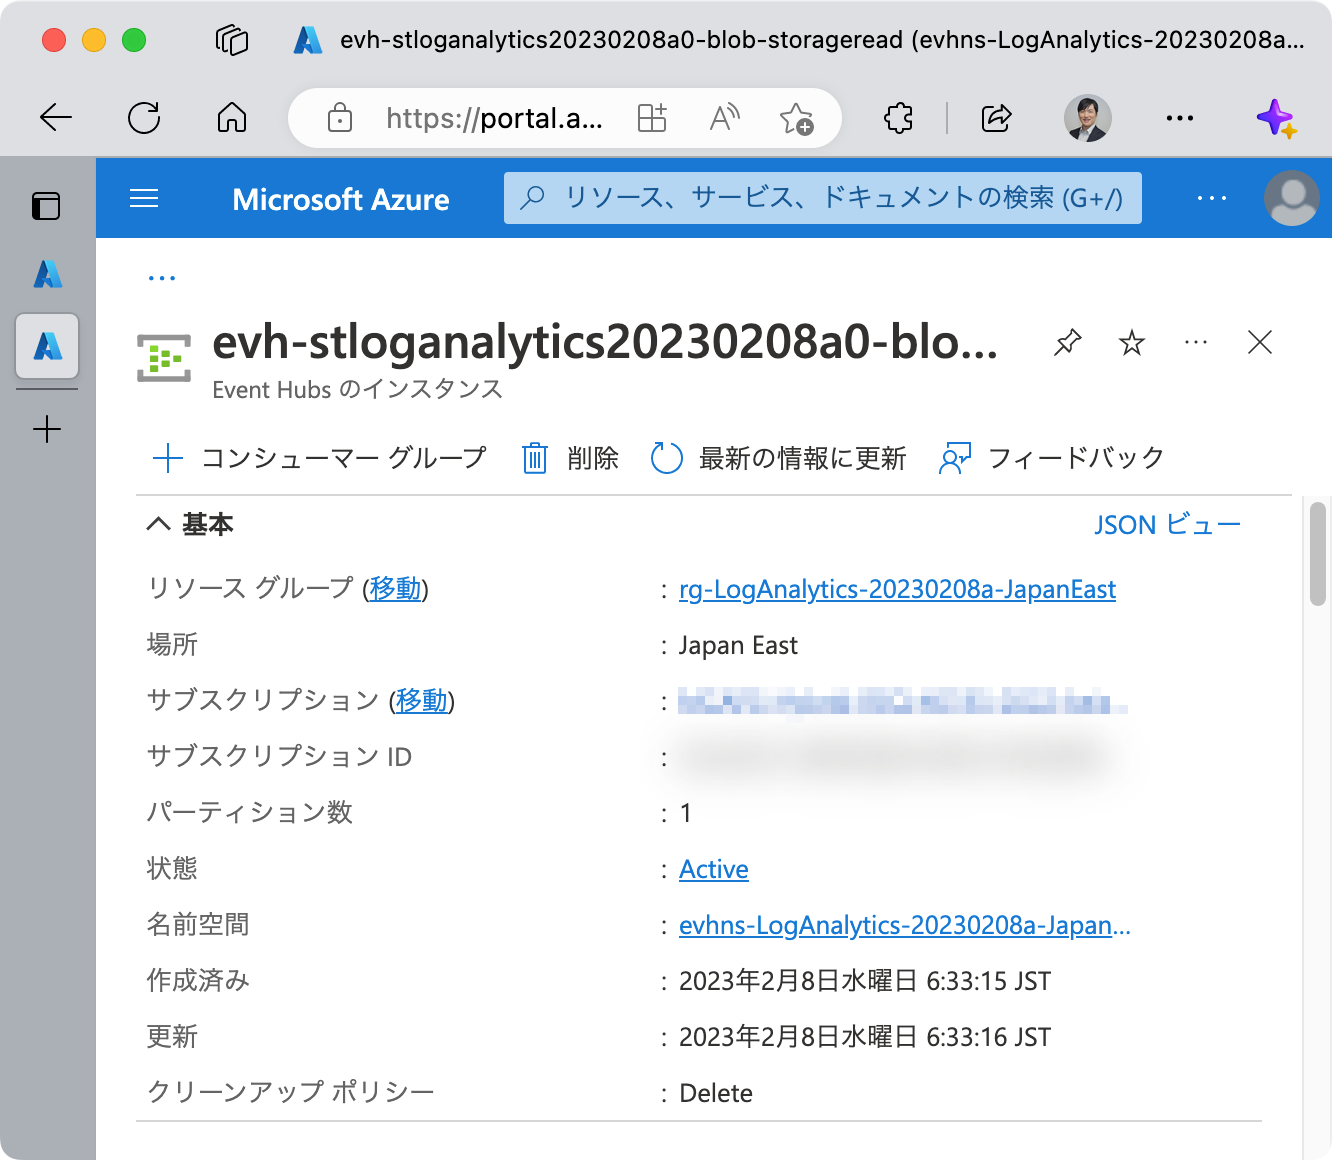 evh-stloganalytics20230208a0-blob-storageread (evhns-LogAnalytics-20230208a...
https://portal.a...
Microsoft Azure
リソース、サービス、ドキュメントの検索 (G+/)
evh-stloganalytics20230208a0-blo...
Event Hubs のインスタンス
コンシューマー グループ 削除 最新の情報に更新 フィードバック
基本 JSON ビュー
リソース グループ (移動) : rg-LogAnalytics-20230208a-JapanEast
場所 : Japan East
サブスクリプション (移動) :
サブスクリプション ID :
パーティション数 : 1
状態 : Active
名前空間 : evhns-LogAnalytics-20230208a-Japan...
作成済み : 2023年2月8日水曜日 6:33:15 JST
更新 : 2023年2月8日水曜日 6:33:16 JST
クリーンアップ ポリシー : Delete